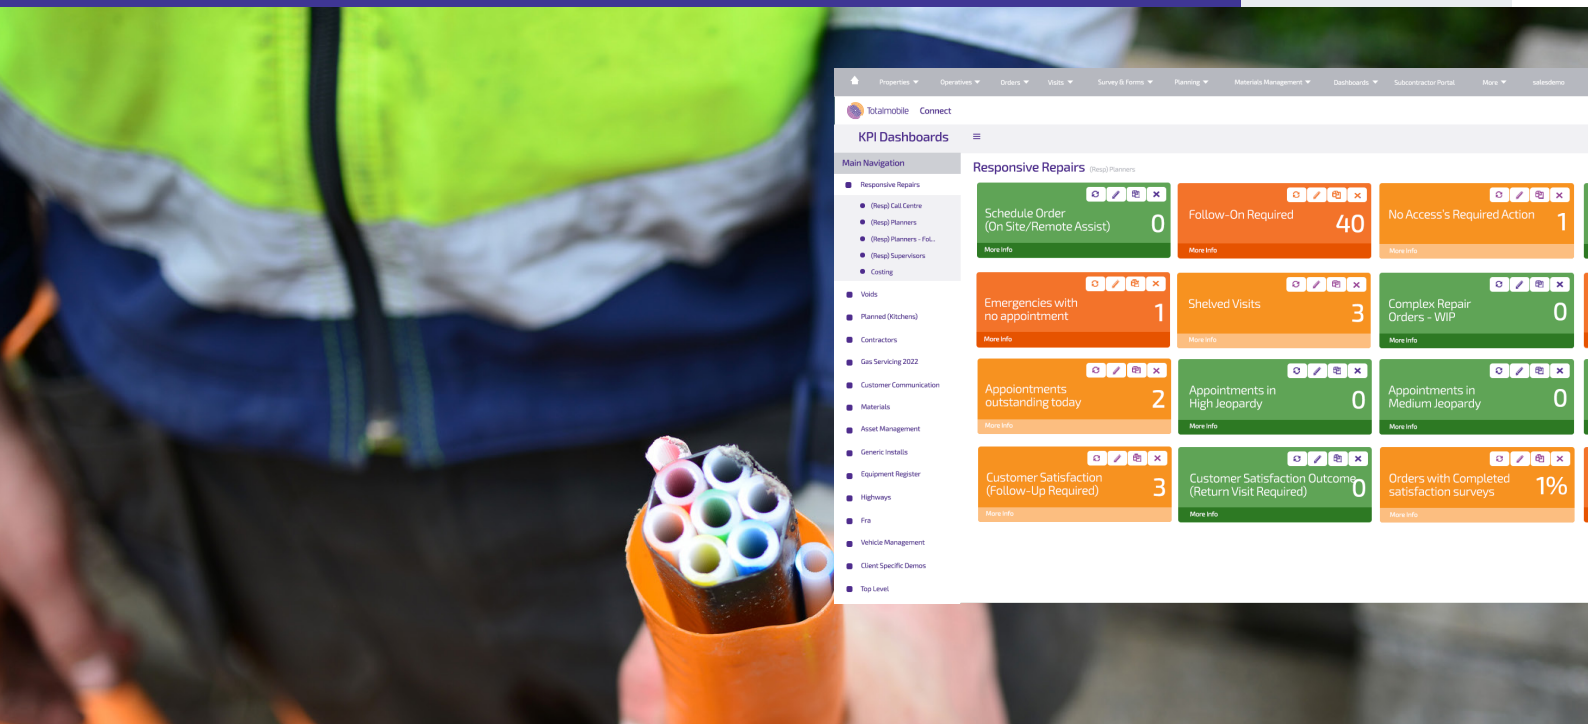 Properties Operatives Orders Visits Survey & Forms Planning Materials Management Dashboards Subcontractor Portal More salesdemo
Totalmobile Connect
KPI Dashboards
Main Navigation
Responsive Repairs
(Resp) Call Centre
(Resp) Planners
(Resp) Planners - Fol...
(Resp) Supervisors
Costing
Voids
Planned (Kitchens)
Contractors
Gas Servicing 2022
Customer Communication
Materials
Asset Management
Generic Installs
Equipment Register
Highways
Fra
Vehicle Management
Client Specific Demos
Top Level
Responsive Repairs (Resp) Planners
Schedule Order
(On Site/Remote Assist)
0
More Info
Follow-On Required
40
More Info
No Access's Required Action
1
More Info
Emergencies with
no appointment
1
More Info
Shelved Visits
3
More Info
Complex Repair
Orders - WIP
0
More Info
Appoiontments
outstanding today
2
More Info
Appointments in
High Jeopardy
0
More Info
Appointments in
Medium Jeopardy
0
More Info
Customer Satisfaction
(Follow-Up Required)
3
More Info
Customer Satisfaction Outcome
(Return Visit Required)
0
More Info
Orders with Completed
satisfaction surveys
1%
More Info